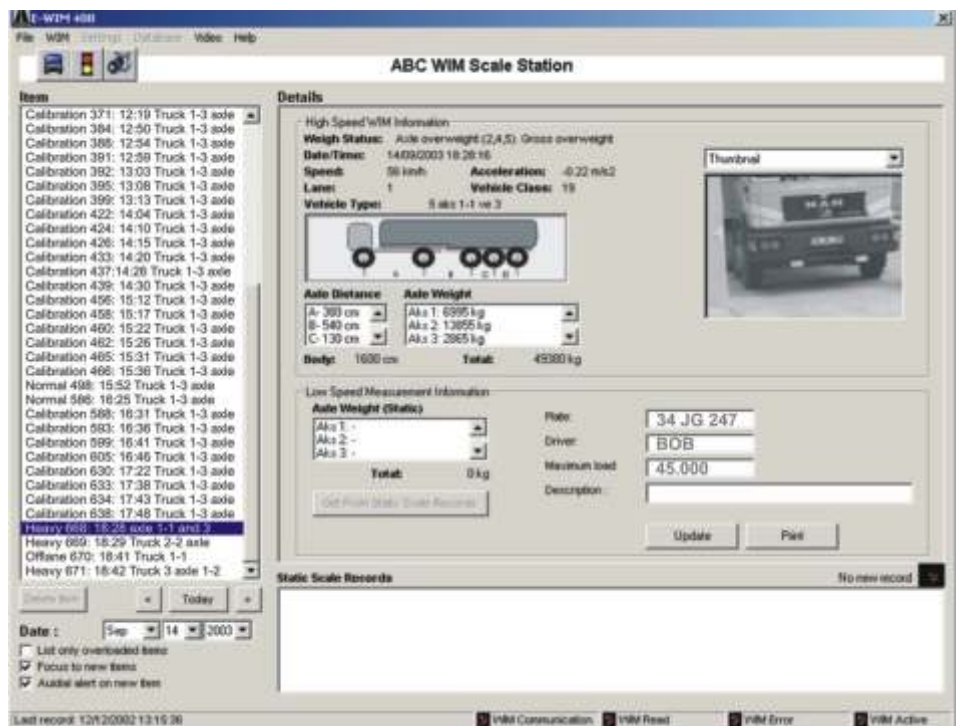 E-WIM 400
File WIM Settings Database Video Help
ABC WIM Scale Station
Item
Calibration 371: 12:19 Truck 1-3 axle
Calibration 384: 12:50 Truck 1-3 axle
Calibration 386: 12:54 Truck 1-3 axle
Calibration 391: 12:59 Truck 1-3 axle
Calibration 392: 13:03 Truck 1-3 axle
Calibration 395: 13:08 Truck 1-3 axle
Calibration 399: 13:13 Truck 1-3 axle
Calibration 422: 14:04 Truck 1-3 axle
Calibration 424: 14:10 Truck 1-3 axle
Calibration 426: 14:15 Truck 1-3 axle
Calibration 433: 14:20 Truck 1-3 axle
Calibration 437:14:26 Truck 1-3 axle
Calibration 439: 14:30 Truck 1-3 axle
Calibration 456: 15:12 Truck 1-3 axle
Calibration 458: 15:17 Truck 1-3 axle
Calibration 460: 15:22 Truck 1-3 axle
Calibration 462: 15:26 Truck 1-3 axle
Calibration 465: 15:31 Truck 1-3 axle
Calibration 466: 15:36 Truck 1-3 axle
Normal 498: 15:52 Truck 1-3 axle
Normal 586: 16:25 Truck 1-3 axle
Calibration 588: 16:31 Truck 1-3 axle
Calibration 593: 16:36 Truck 1-3 axle
Calibration 599: 16:41 Truck 1-3 axle
Calibration 605: 16:46 Truck 1-3 axle
Calibration 630: 17:22 Truck 1-3 axle
Calibration 633: 17:38 Truck 1-3 axle
Calibration 634: 17:43 Truck 1-3 axle
Calibration 638: 17:48 Truck 1-3 axle
Heavy 668: 18:28 axle 1-1 and 3
Heavy 669: 18:29 Truck 2-2 axle
Offlane 670: 18:41 Truck 1-1
Heavy 671: 18:42 Truck 3 axle 1-2
Delete Item
< Today >
Date : Sep 14 2003
List only overloaded items
Focus to new items
Audial alert on new item
Details
High Speed WIM Information
Weigh Status: Axle overweight (2,4,5). Gross overweight
Date/Time: 14/09/2003 18:28:16
Speed: 56 km/h Acceleration: -0.22 m/s2
Lane: 1 Vehicle Class: 19
Vehicle Type: 5 aks 1-1 ve 3
A B C D
Axle Distance Axle Weight
A- 380 cm Aks 1: 6995 kg
B- 540 cm Aks 2: 13855 kg
C- 130 cm Aks 3: 2865 kg
Body: 1600 cm Total: 49380 kg
Thumbnail
MAN
Low Speed Measurement Information
Axle Weight (Static)
Aks 1: -
Aks 2: -
Aks 3: -
Total: 0 kg
Get From Static Scale Records
Plate: 34 JG 247
Driver: BOB
Maximum load: 45.000
Description :
Update Print
Static Scale Records No new record
Last record: 12/12/2002 13:15:36 WIM Communication WIM Read WIM Error WIM Active